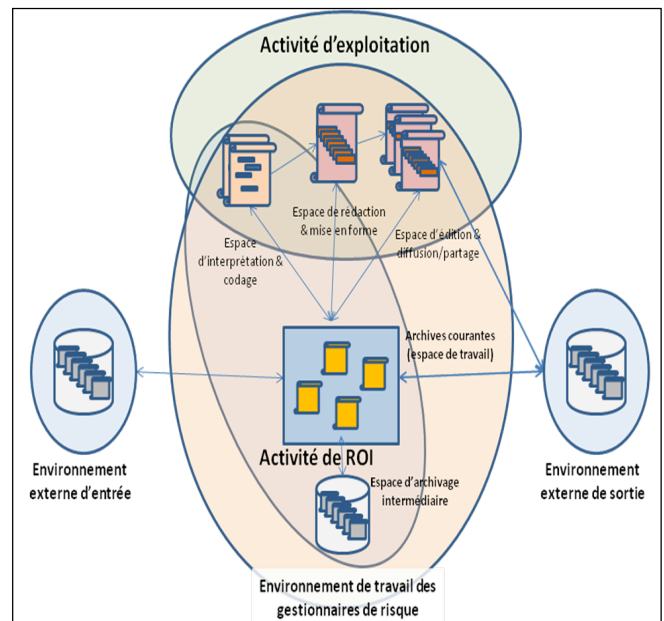 Activité d'exploitation
Espace de rédaction
& mise en forme
Espace
d'interprétation &
codage
Espace d'édition &
diffusion/partage
Archives courantes
(espace de travail)
Activité de ROI
Espace d'archivage
intermédiaire
Environnement
externe d'entrée
Environnement
externe de sortie
Environnement de travail des
gestionnaires de risque